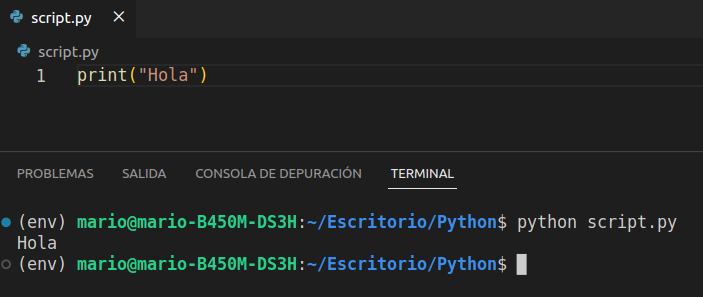 script.py
script.py
1 print("Hola")
PROBLEMAS SALIDA CONSOLA DE DEPURACIÓN TERMINAL
(env) mario@mario-B450M-DS3H:~/Escritorio/Python$ python script.py
Hola
(env) mario@mario-B450M-DS3H:~/Escritorio/Python$